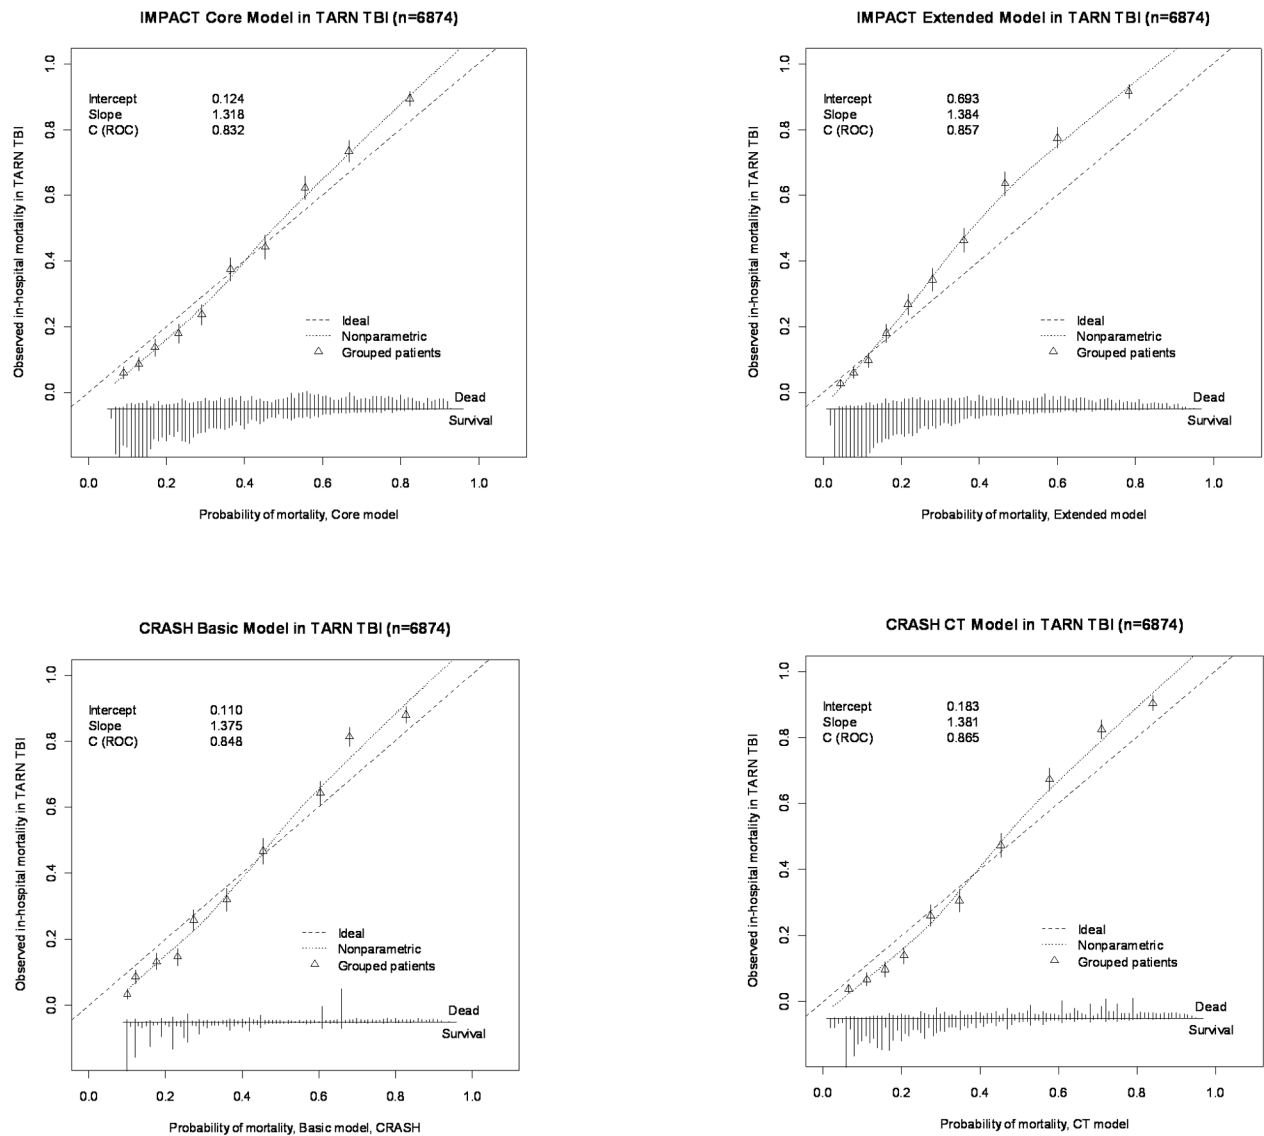 IMPACT Core Model in TARN TBI (n=6874)
Observed in-hospital mortality in TARN TBI
1.0
0.8
0.6
0.4
0.2
0.0
Intercept 0.124
Slope 1.318
C (ROC) 0.832
Ideal
Nonparametric
Grouped patients
Dead
Survival
0.0 0.2 0.4 0.6 0.8 1.0
Probability of mortality, Core model
IMPACT Extended Model in TARN TBI (n=6874)
Observed in-hospital mortality in TARN TBI
1.0
0.8
0.6
0.4
0.2
0.0
Intercept 0.693
Slope 1.384
C (ROC) 0.857
Ideal
Nonparametric
Grouped patients
Dead
Survival
0.0 0.2 0.4 0.6 0.8 1.0
Probability of mortality, Extended model
CRASH Basic Model in TARN TBI (n=6874)
Observed in-hospital mortality in TARN TBI
1.0
0.8
0.6
0.4
0.2
0.0
Intercept 0.110
Slope 1.375
C (ROC) 0.848
Ideal
Nonparametric
Grouped patients
Dead
Survival
0.0 0.2 0.4 0.6 0.8 1.0
Probability of mortality, Basic model, CRASH
CRASH CT Model in TARN TBI (n=6874)
Observed in-hospital mortality in TARN TBI
1.0
0.8
0.6
0.4
0.2
0.0
Intercept 0.183
Slope 1.381
C (ROC) 0.865
Ideal
Nonparametric
Grouped patients
Dead
Survival
0.0 0.2 0.4 0.6 0.8 1.0
Probability of mortality, CT model